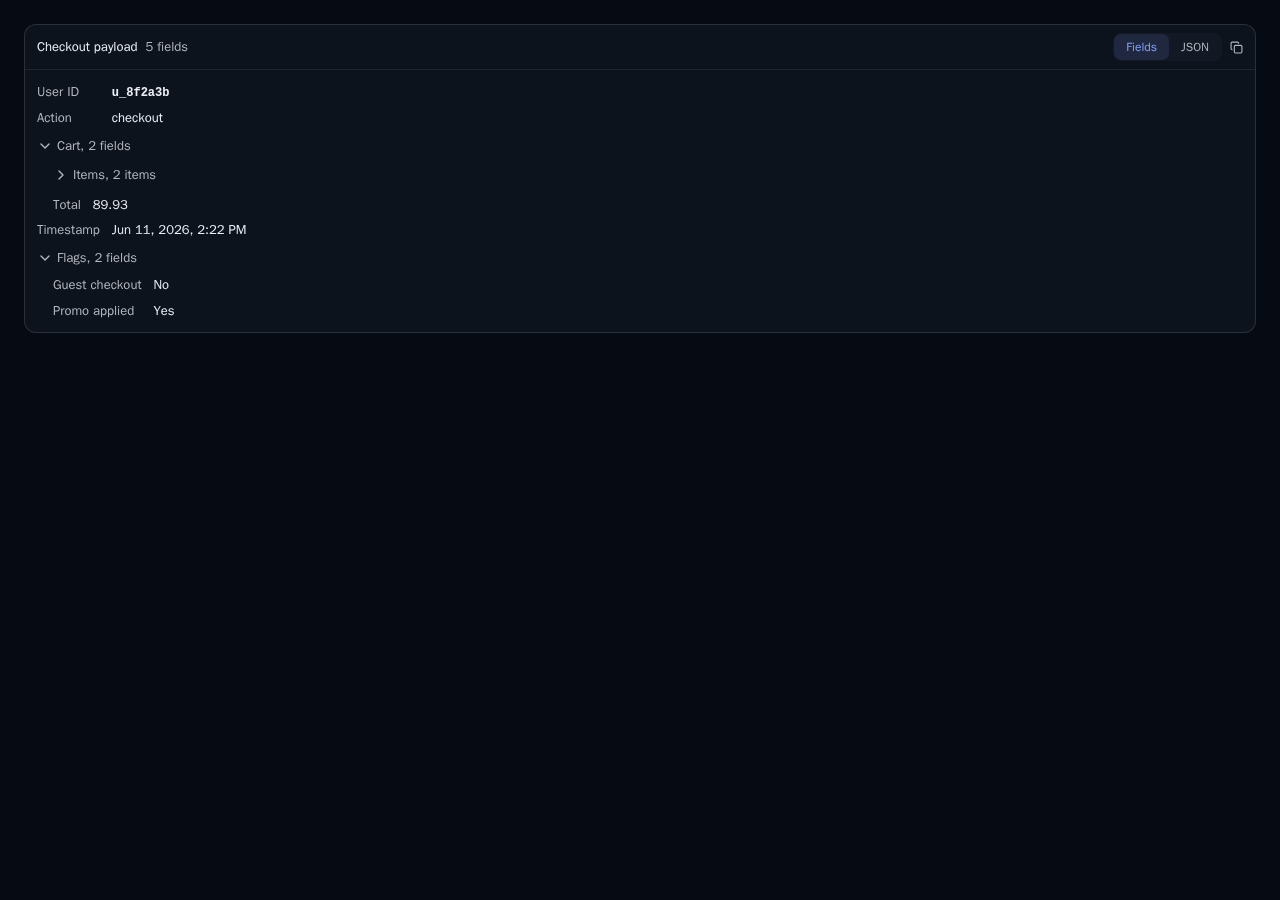 Checkout payload 5 fields Fields JSON
User ID u_8f2a3b
Action checkout
Cart, 2 fields
Items, 2 items
Total 89.93
Timestamp Jun 11, 2026, 2:22 PM
Flags, 2 fields
Guest checkout No
Promo applied Yes